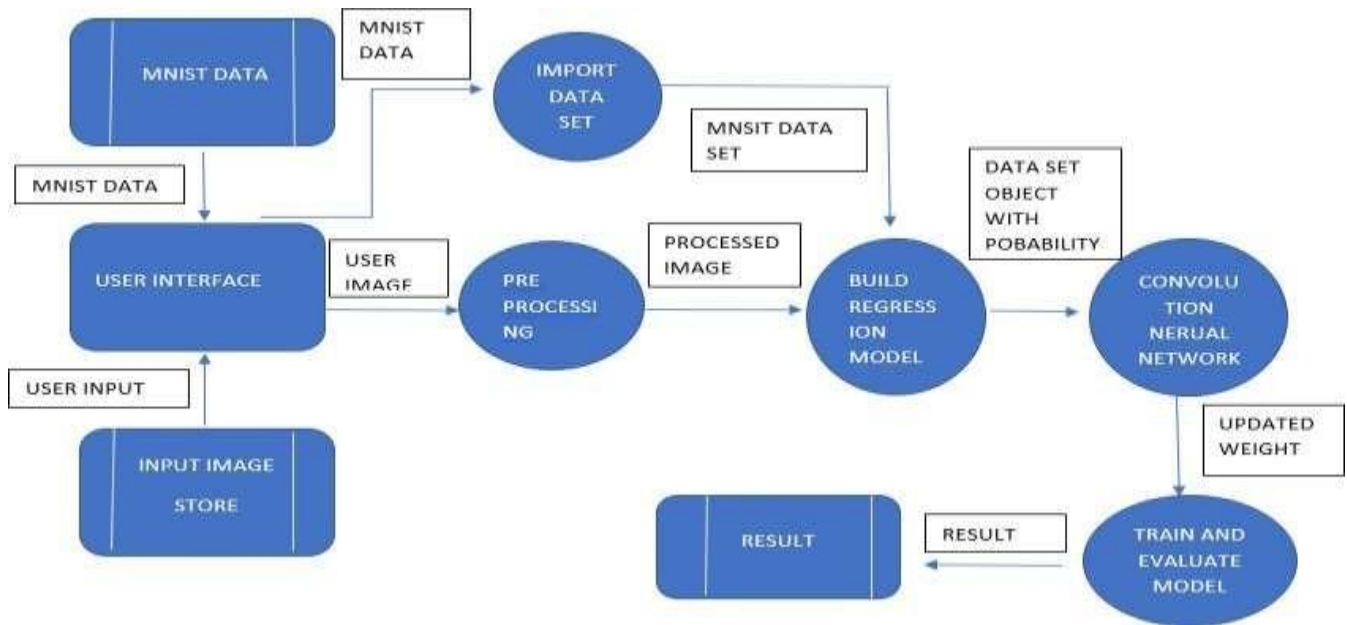 MNIST DATA
MNIST
DATA
IMPORT
DATA
SET
MNSIT DATA
SET
MNIST DATA
DATA SET
OBJECT
WITH
POBABILITY
USER INTERFACE
USER
IMAGE
PRE
PROCESSI
NG
PROCESSED
IMAGE
BUILD
REGRESS
ION
MODEL
CONVOLU
TION
NERUAL
NETWORK
USER INPUT
UPDATED
WEIGHT
INPUT IMAGE
STORE
RESULT
RESULT
TRAIN AND
EVALUATE
MODEL